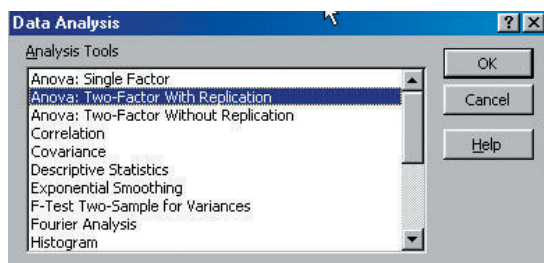 Data Analysis
Analysis Tools
Anova: Single Factor
Anova: Two-Factor With Replication
Anova: Two-Factor Without Replication
Correlation
Covariance
Descriptive Statistics
Exponential Smoothing
F-Test Two-Sample for Variances
Fourier Analysis
Histogram
OK
Cancel
Help